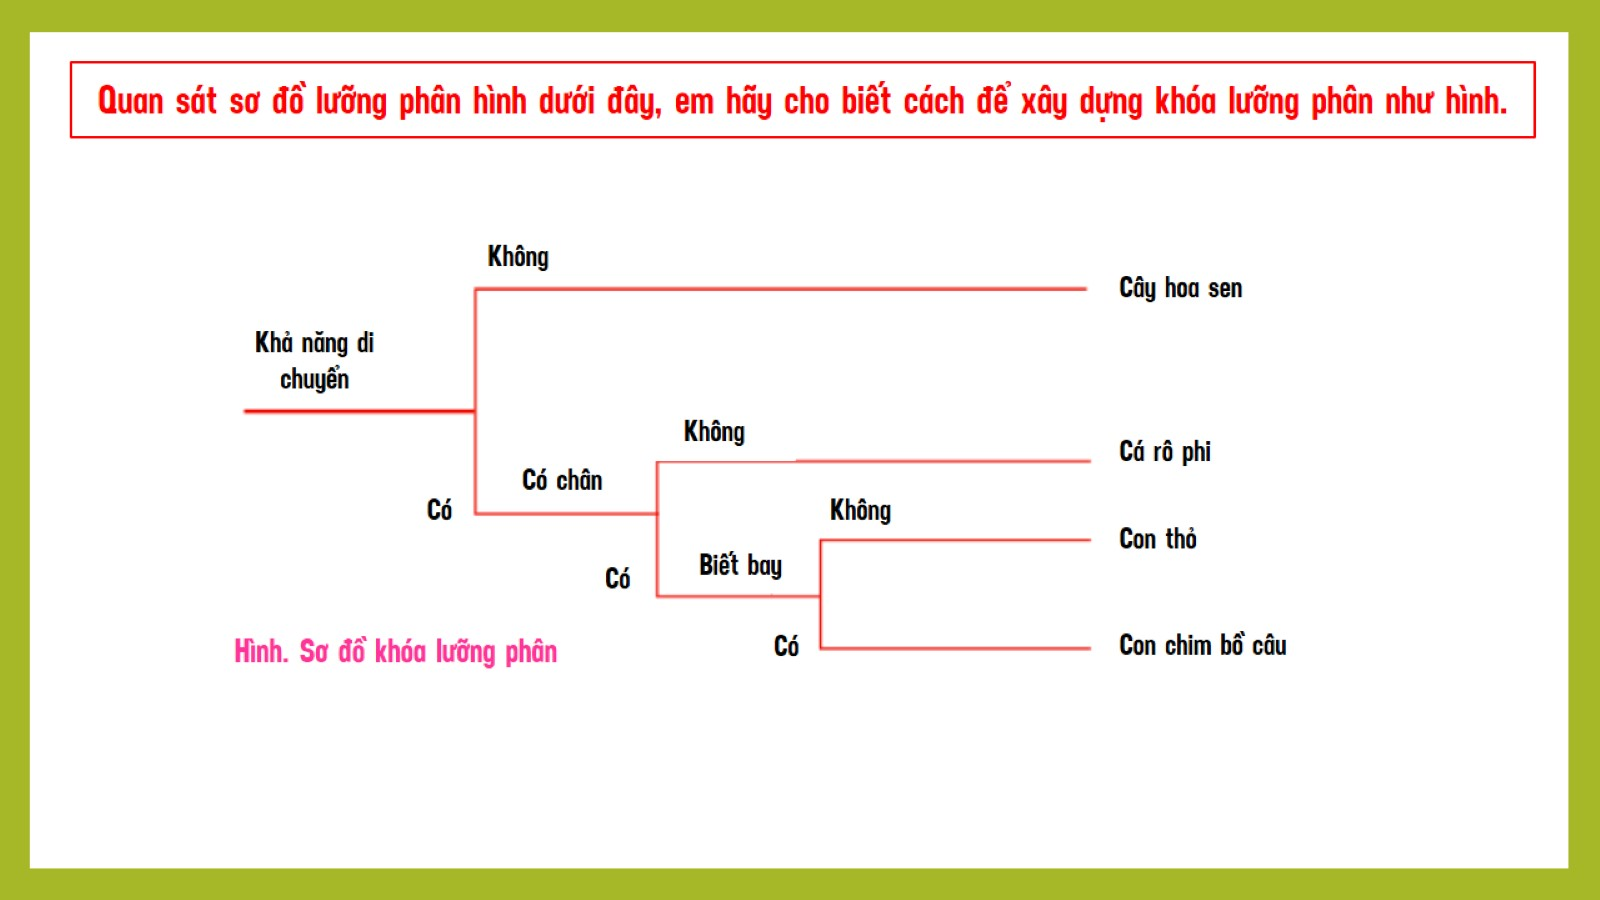 Quan sát sơ đồ lưỡng phân hình dưới đây, em hãy cho biết cách để xây dựng khóa lưỡng phân như hình.
Không
Cây hoa sen
Khả năng di
chuyển
Không
Cá rô phi
Có chân
Có
Không
Con thỏ
Biết bay
Có
Có
Con chim bồ câu
Hình. Sơ đồ khóa lưỡng phân